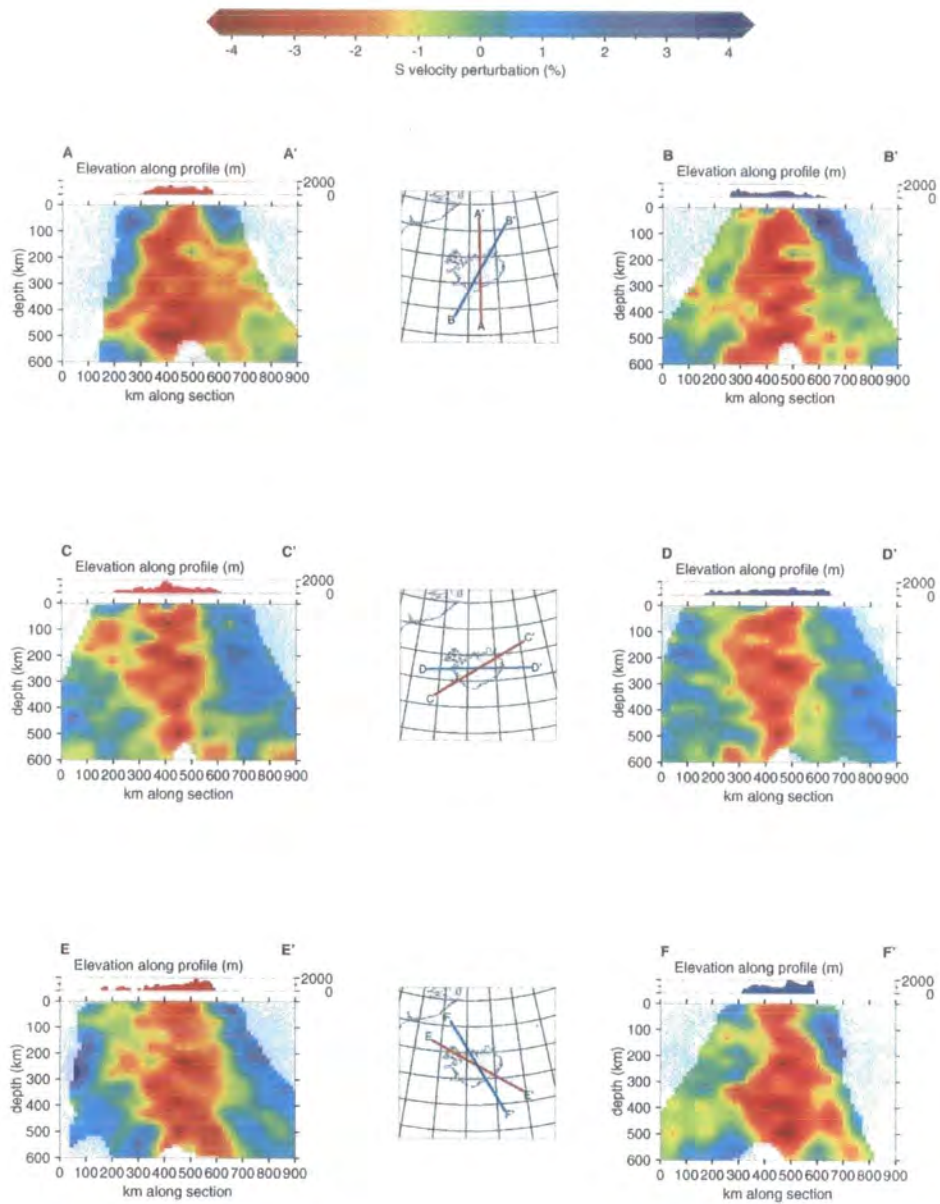 -4 -3 -2 -1 0 1 2 3 4
S velocity perturbation (%)
A A'
Elevation along profile (m)
2000
0
0
100
200
300
400
500
600
depth (km)
0 100 200 300 400 500 600 700 800 900
km along section
A'
B'
B
A
B B'
Elevation along profile (m)
2000
0
0
100
200
300
400
500
600
depth (km)
0 100 200 300 400 500 600 700 800 900
km along section
C C'
Elevation along profile (m)
2000
0
0
100
200
300
400
500
600
depth (km)
0 100 200 300 400 500 600 700 800 900
km along section
C'
D D'
C
D D'
Elevation along profile (m)
2000
0
0
100
200
300
400
500
600
depth (km)
0 100 200 300 400 500 600 700 800 900
km along section
E E'
Elevation along profile (m)
2000
0
0
100
200
300
400
500
600
depth (km)
0 100 200 300 400 500 600 700 800 900
km along section
F
E
E'
F'
F F'
Elevation along profile (m)
2000
0
0
100
200
300
400
500
600
depth (km)
0 100 200 300 400 500 600 700 800 900
km along section